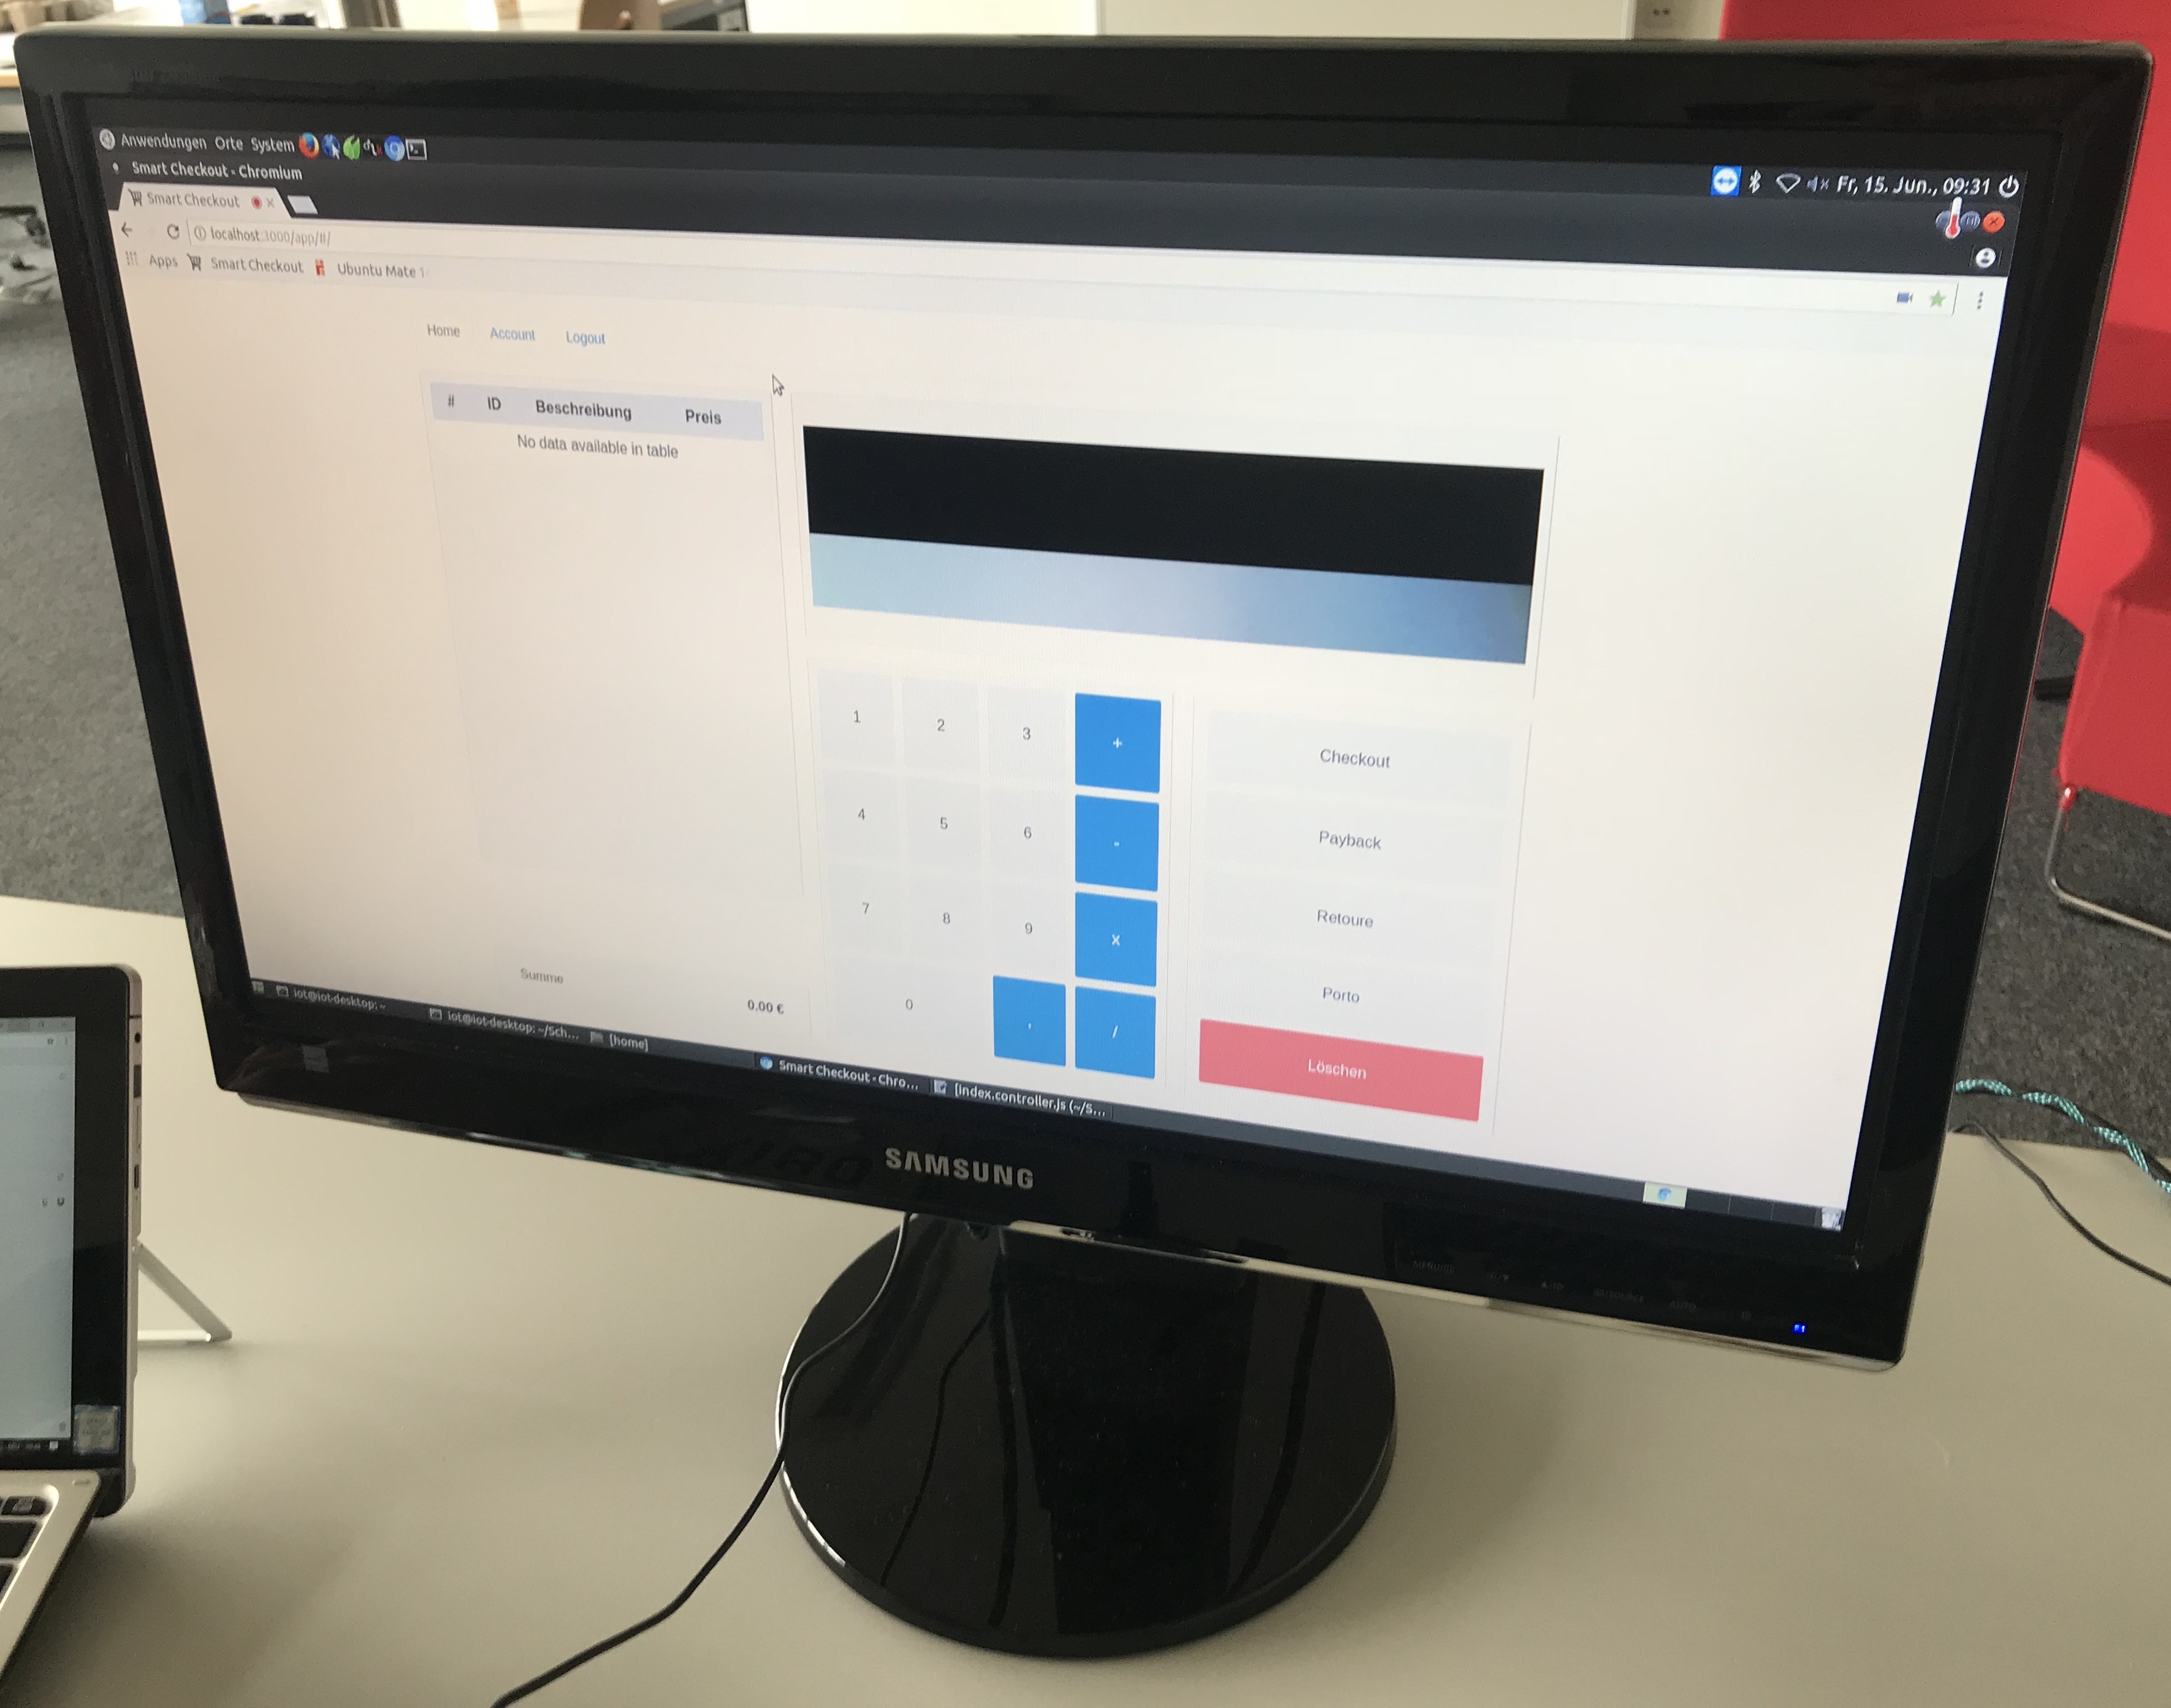 Anwendungen Orte System
Fr, 15. Jun., 09:31
Smart Checkout - Chromium
Smart Checkout
localhost:3000/app/#/
Apps Smart Checkout Ubuntu Mate 1
Home Account Logout
# ID Beschreibung Preis
No data available in table
1 2 3 +
Checkout
4 5 6 -
Payback
7 8 9 x
Retoure
Summe
0.00 €
0 , /
Porto
Löschen
iot@iot-desktop: ~
iot@iot-desktop: ~/Sch...
[home]
Smart Checkout - Chro...
[index.controller.js (~/S...
SAMSUNG